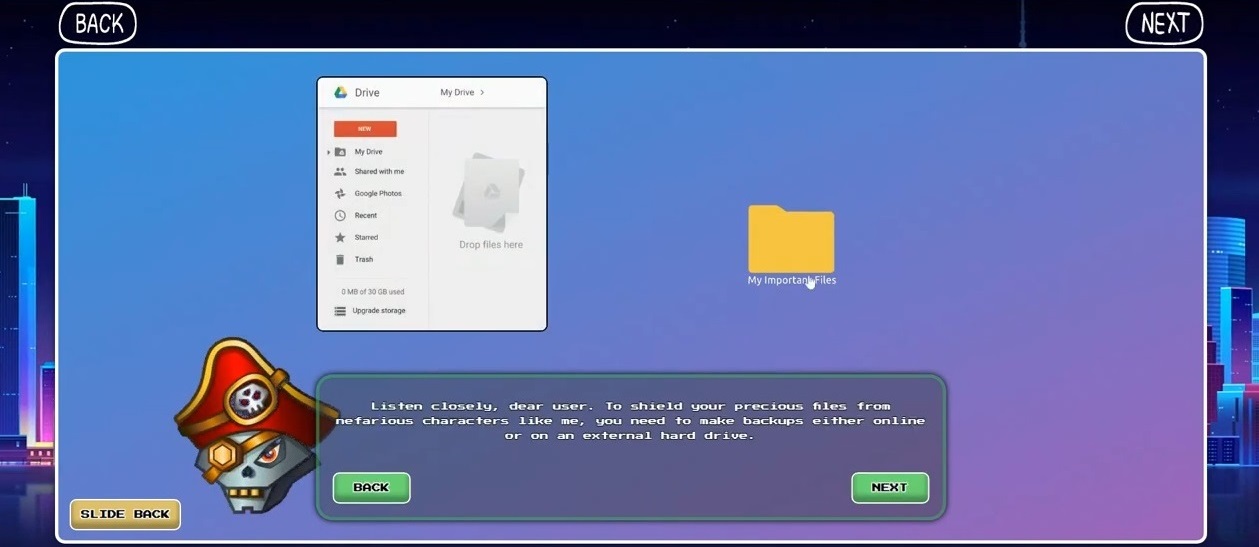 BACK
NEXT
Drive
My Drive >
NEW
My Drive
Shared with me
Google Photos
Recent
Starred
Trash
0 MB of 30 GB used
Upgrade storage
Drop files here
My Important Files
Listen closely, dear user. To shield your precious files from
nefarious characters like me, you need to make backups either online
or on an external hard drive.
BACK
NEXT
SLIDE BACK